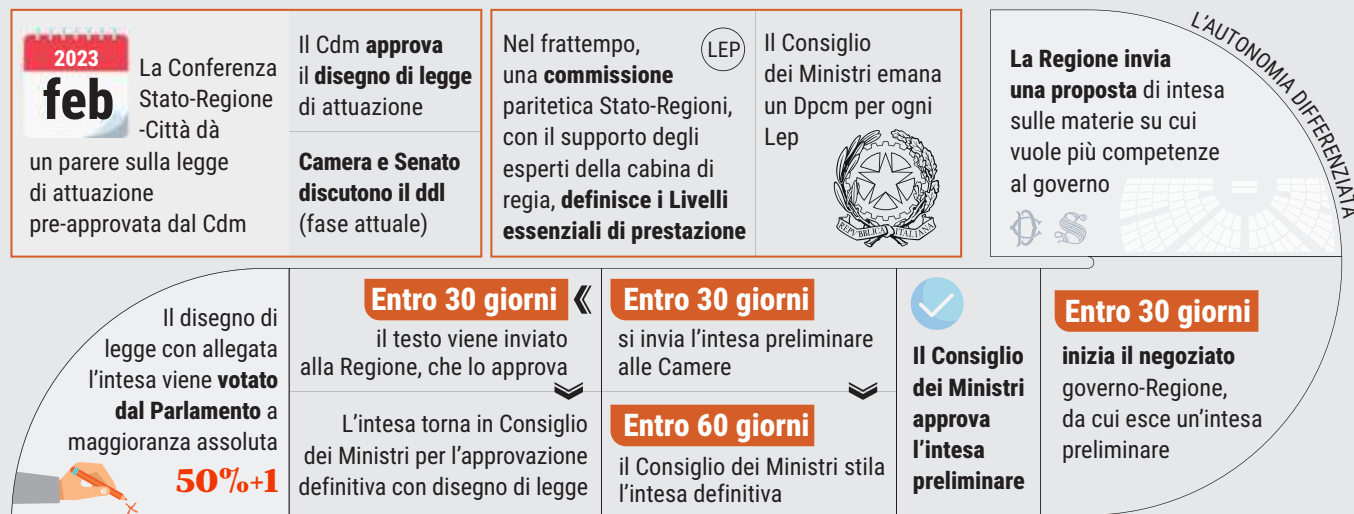 2023
feb
La Conferenza
Stato-Regione
-Città dà
un parere sulla legge
di attuazione
pre-approvata dal Cdm
Il Cdm approva
il disegno di legge
di attuazione
Camera e Senato
discutono il ddl
(fase attuale)
Nel frattempo,
una commissione
paritetica Stato-Regioni,
con il supporto degli
esperti della cabina di
regia, definisce i Livelli
essenziali di prestazione
LEP
Il Consiglio
dei Ministri emana
un Dpcm per ogni
Lep
REPVBBLICA ITALIANA
L'AUTONOMIA DIFFERENZIATA
La Regione invia
una proposta di intesa
sulle materie su cui
vuole più competenze
al governo
Entro 30 giorni
inizia il negoziato
governo-Regione,
da cui esce un'intesa
preliminare
Il Consiglio
dei Ministri
approva
l'intesa
preliminare
Entro 30 giorni
si invia l'intesa preliminare
alle Camere
Entro 60 giorni
il Consiglio dei Ministri stila
l'intesa definitiva
Entro 30 giorni
il testo viene inviato
alla Regione, che lo approva
L'intesa torna in Consiglio
dei Ministri per l'approvazione
definitiva con disegno di legge
Il disegno di
legge con allegata
l'intesa viene votato
dal Parlamento a
maggioranza assoluta
50%+1